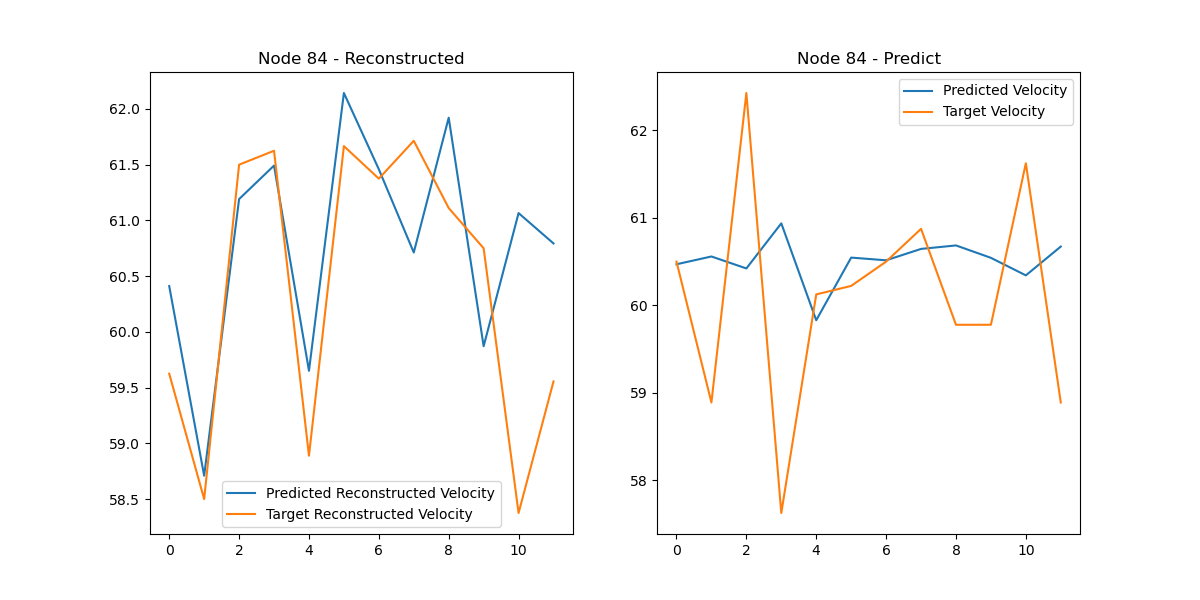 Node 84 - Reconstructed
62.0
61.5
61.0
60.5
60.0
59.5
59.0
58.5
0 2 4 6 8 10
Predicted Reconstructed Velocity
Target Reconstructed Velocity
Node 84 - Predict
62
61
60
59
58
0 2 4 6 8 10
Predicted Velocity
Target Velocity